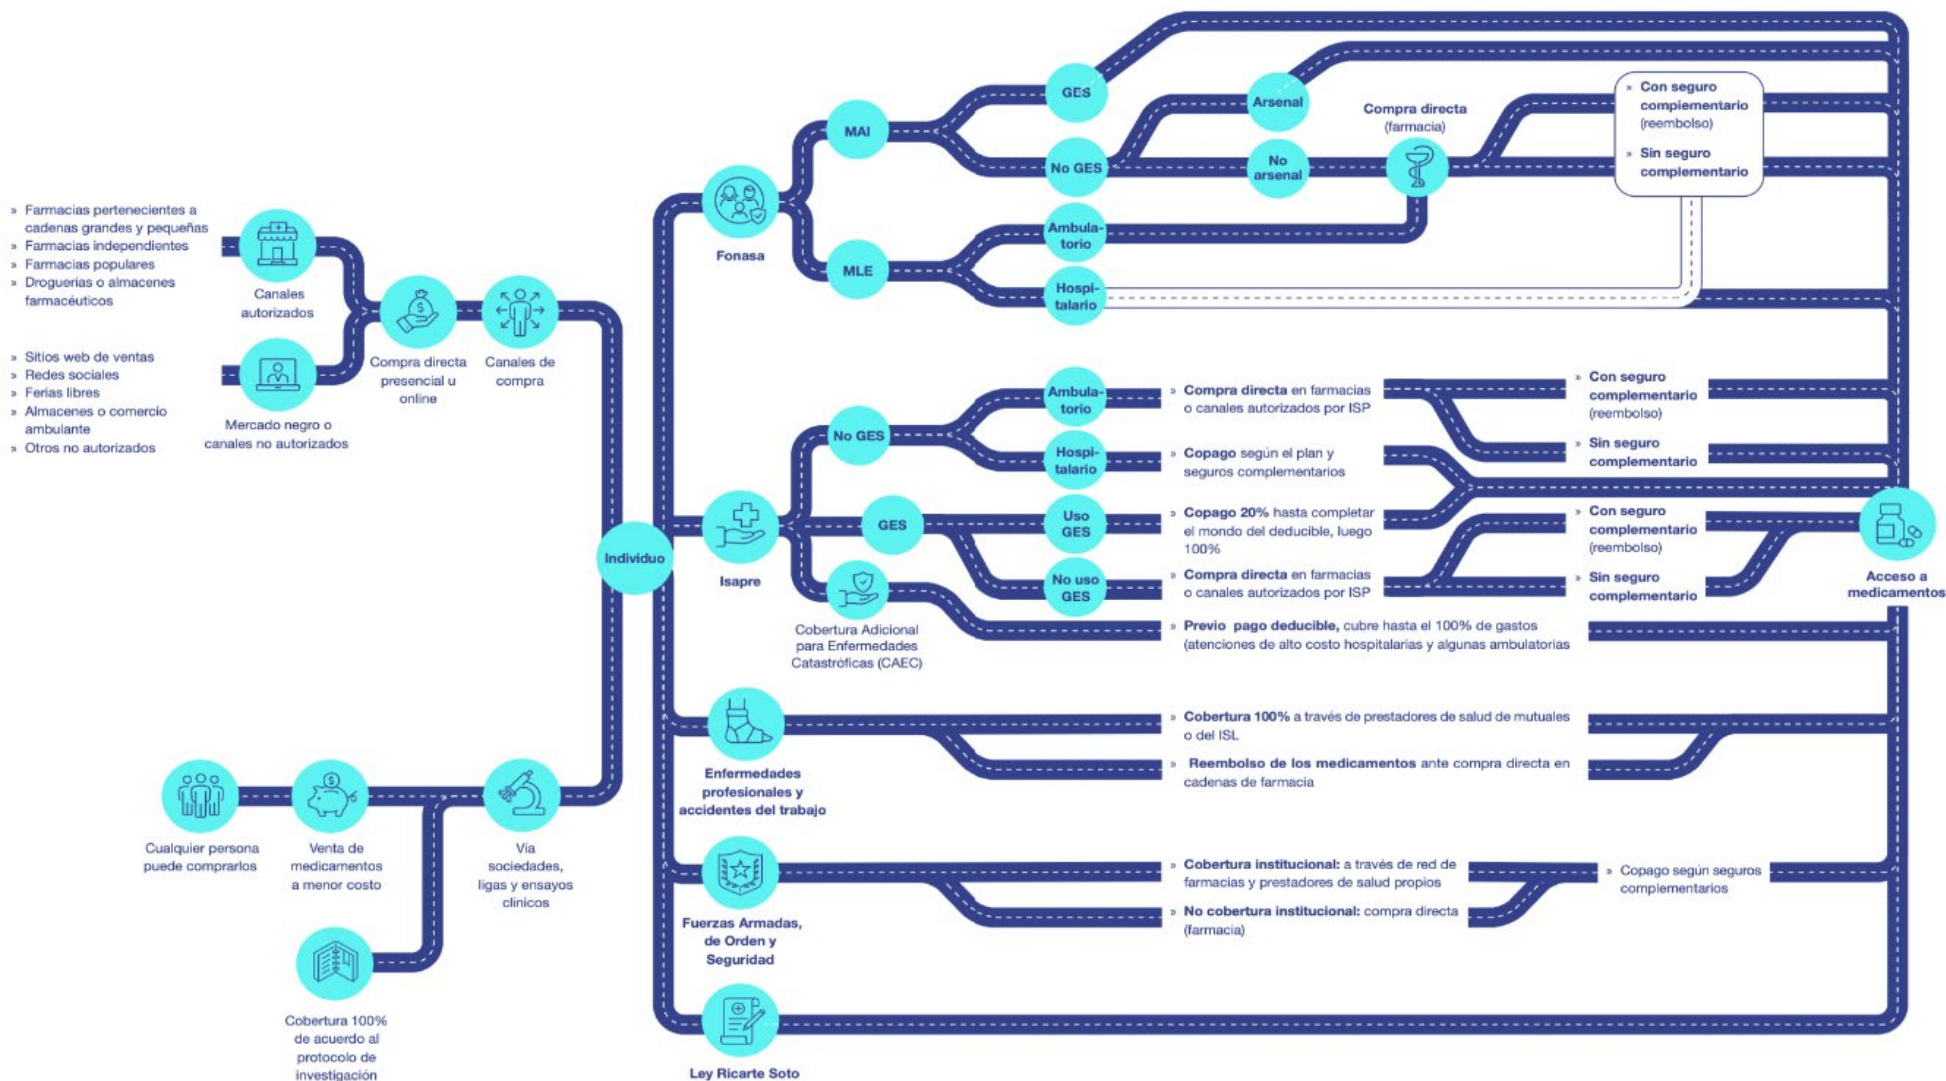 » Farmacias pertenecientes a
cadenas grandes y pequeñas
» Farmacias independientes
» Farmacias populares
» Droguerías o almacenes
farmacéuticos
Canales
autorizados
» Sitios web de ventas
» Redes sociales
» Ferias libres
» Almacenes o comercio
ambulante
» Otros no autorizados
Mercado negro o
canales no autorizados
Compra directa
presencial u
online
Canales de
compra
Cualquier persona
puede comprarlos
Venta de
medicamentos
a menor costo
Vía
sociedades,
ligas y ensayos
clínicos
Cobertura 100%
de acuerdo al
protocolo de
investigación
Individuo
Fonasa
MAI
GES
No GES
Arsenal
No
arsenal
Compra directa
(farmacia)
» Con seguro
complementario
(reembolso)
» Sin seguro
complementario
MLE
Ambula-
torio
Hospi-
talario
Isapre
No GES
Ambula-
torio
» Compra directa en farmacias
o canales autorizados por ISP
» Con seguro
complementario
(reembolso)
» Sin seguro
complementario
Hospi-
talario
» Copago según el plan y
seguros complementarios
GES
Uso
GES
» Copago 20% hasta completar
el mondo del deducible, luego
100%
No uso
GES
» Compra directa en farmacias
o canales autorizados por ISP
» Con seguro
complementario
(reembolso)
» Sin seguro
complementario
Cobertura Adicional
para Enfermedades
Catastróficas (CAEC)
» Previo pago deducible, cubre hasta el 100% de gastos
(atenciones de alto costo hospitalarias y algunas ambulatorias
Acceso a
medicamentos
Enfermedades
profesionales y
accidentes del trabajo
» Cobertura 100% a través de prestadores de salud de mutuales
o del ISL
» Reembolso de los medicamentos ante compra directa en
cadenas de farmacia
Fuerzas Armadas,
de Orden y
Seguridad
» Cobertura institucional: a través de red de
farmacias y prestadores de salud propios
» No cobertura institucional: compra directa
(farmacia)
» Copago según seguros
complementarios
Ley Ricarte Soto